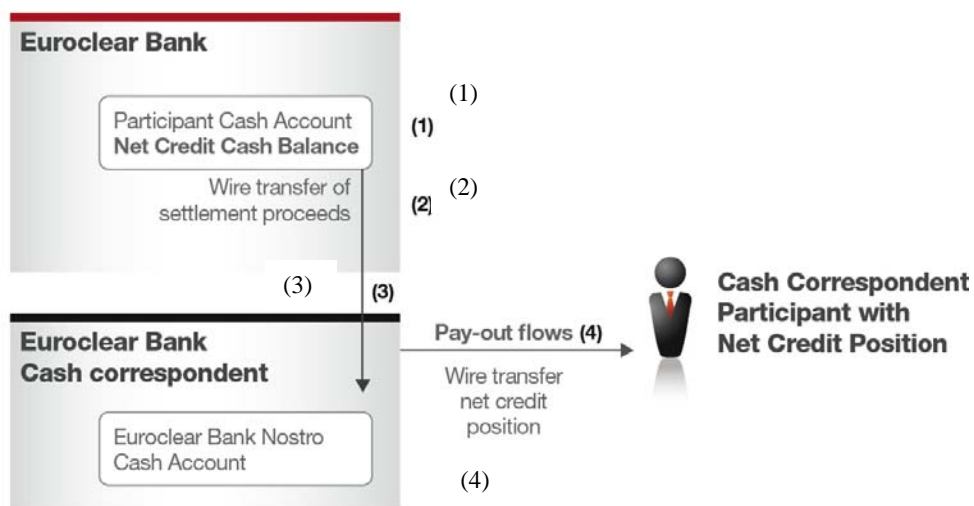 Euroclear Bank
(1)
Participant Cash Account
Net Credit Cash Balance
(1)
Wire transfer of
settlement proceeds
(2)
(2)
(3)
(3)
Euroclear Bank
Cash correspondent
Pay-out flows (4)
Wire transfer
net credit
position
Cash Correspondent
Participant with
Net Credit Position
Euroclear Bank Nostro
Cash Account
(4)